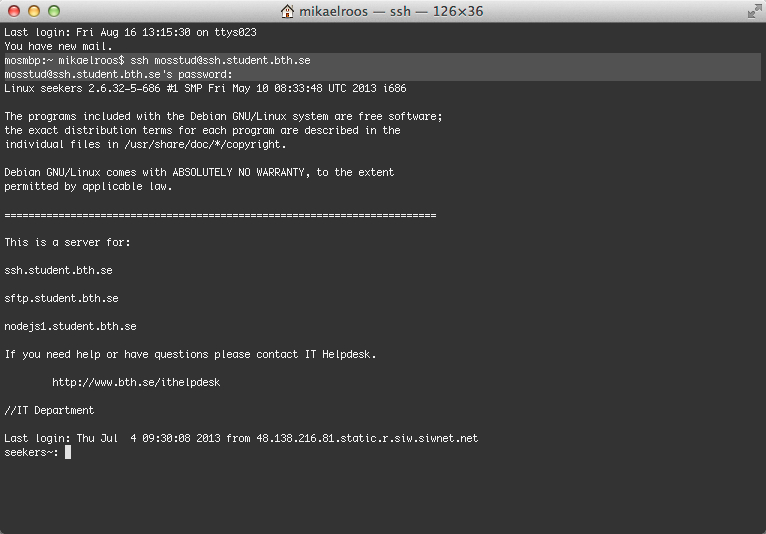 mikaelroos — ssh — 126×36
Last login: Fri Aug 16 13:15:30 on ttys023
You have new mail.
mosmbp:~ mikaelroos$ ssh mosstud@ssh.student.bth.se
mosstud@ssh.student.bth.se's password:
Linux seekers 2.6.32-5-686 #1 SMP Fri May 10 08:33:48 UTC 2013 i686
The programs included with the Debian GNU/Linux system are free software;
the exact distribution terms for each program are described in the
individual files in /usr/share/doc/*/copyright.
Debian GNU/Linux comes with ABSOLUTELY NO WARRANTY, to the extent
permitted by applicable law.
========================================================================
This is a server for:
ssh.student.bth.se
sftp.student.bth.se
nodejs1.student.bth.se
If you need help or have questions please contact IT Helpdesk.
http://www.bth.se/ithelpdesk
//IT Department
Last login: Thu Jul  4 09:30:08 2013 from 48.138.216.81.static.r.siw.siwnet.net
seekers~: